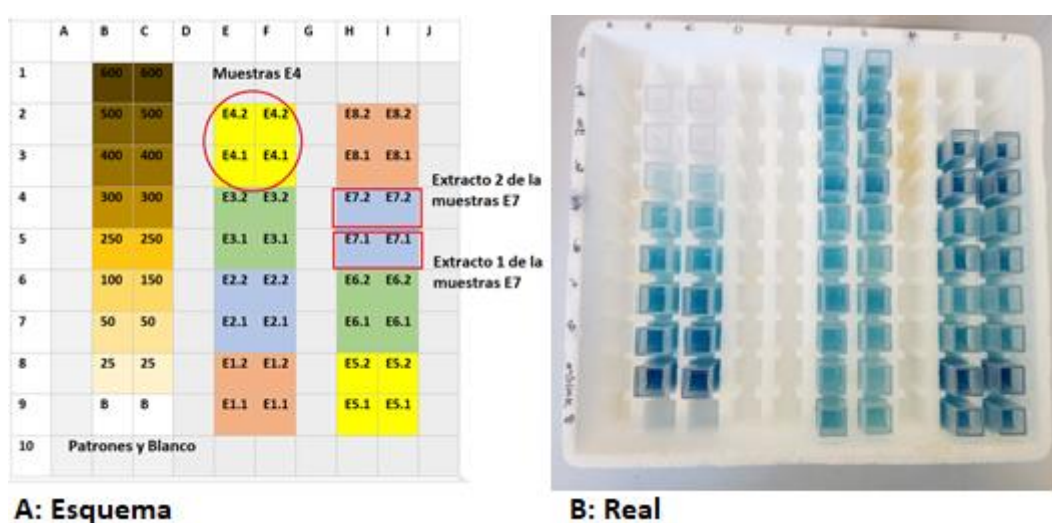 A B C D E F G H I J
1 600 600 Muestras E4
2 500 500 E4.2 E4.2 E8.2 E8.2
3 400 400 E4.1 E4.1 E8.1 E8.1
Extracto 2 de la
muestras E7
4 300 300 E3.2 E3.2 E7.2 E7.2
5 250 250 E3.1 E3.1 E7.1 E7.1
Extracto 1 de la
muestras E7
6 100 150 E2.2 E2.2 E6.2 E6.2
7 50 50 E2.1 E2.1 E6.1 E6.1
8 25 25 E1.2 E1.2 E5.2 E5.2
9 B B E1.1 E1.1 E5.1 E5.1
10 Patrones y Blanco
A: Esquema
B: Real